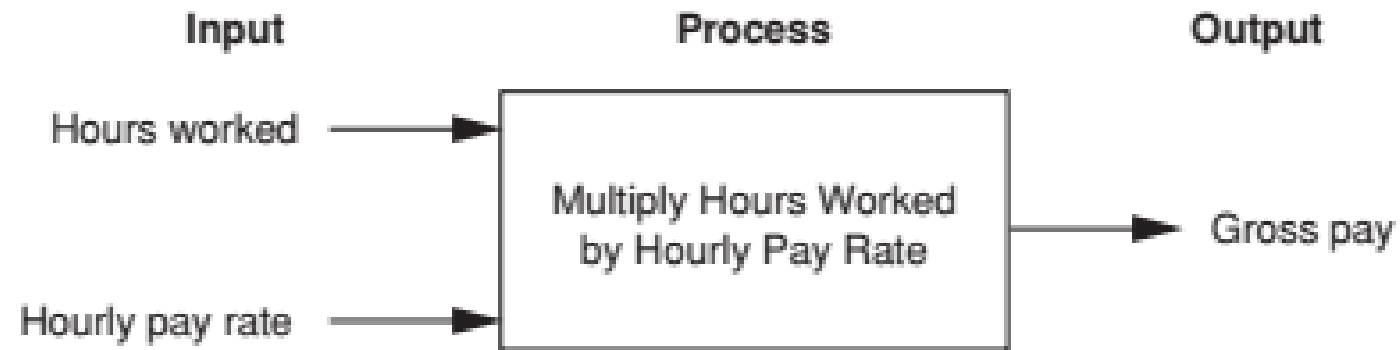 Input
Process
Output
Hours worked
Multiply Hours Worked
by Hourly Pay Rate
Gross pay
Hourly pay rate